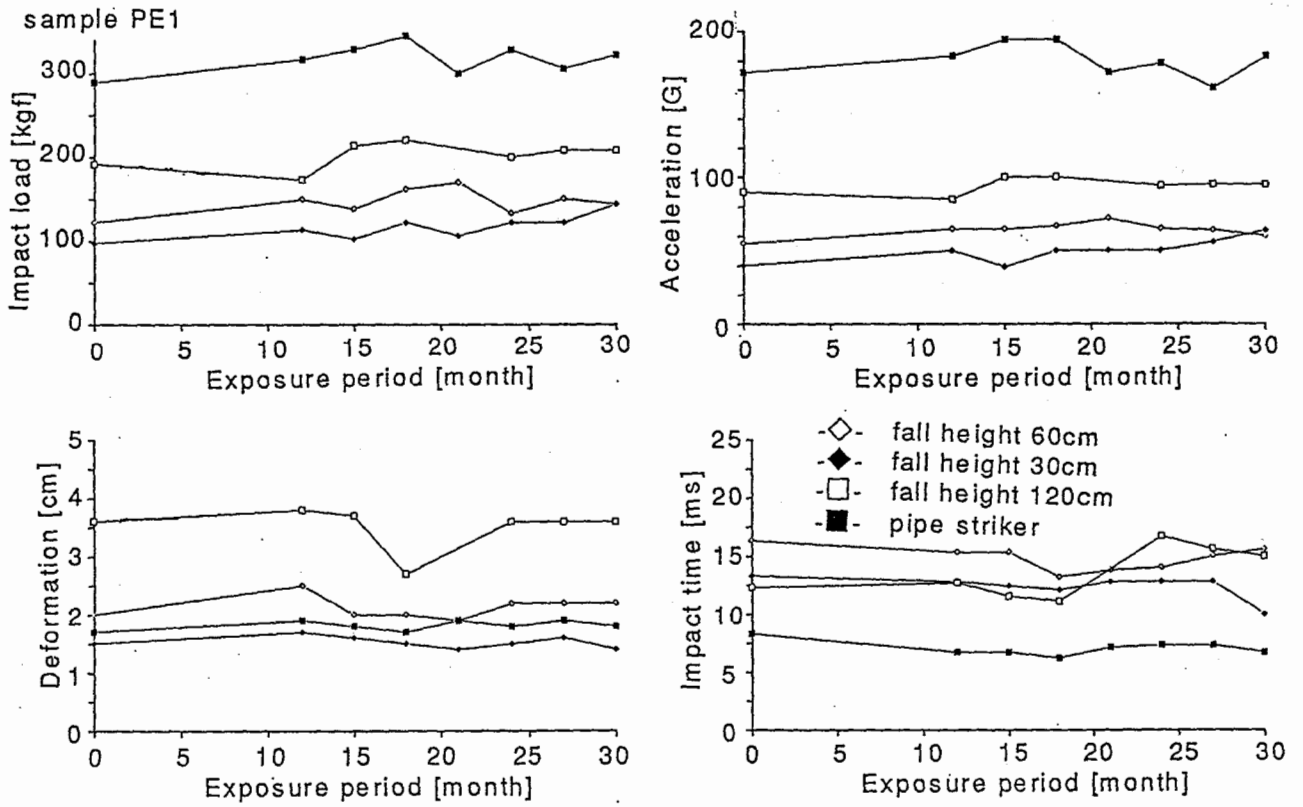 sample PE1
Impact load [kgf]
300
200
100
0
0 5 10 15 20 25 30
Exposure period [month]
Acceleration [G]
200
100
0
0 5 10 15 20 25 30
Exposure period [month]
Deformation [cm]
5
4
3
2
1
0
0 5 10 15 20 25 30
Exposure period [month]
fall height 60cm
fall height 30cm
fall height 120cm
pipe striker
Impact time [ms]
25
20
15
10
5
0
0 5 10 15 20 25 30
Exposure period [month]